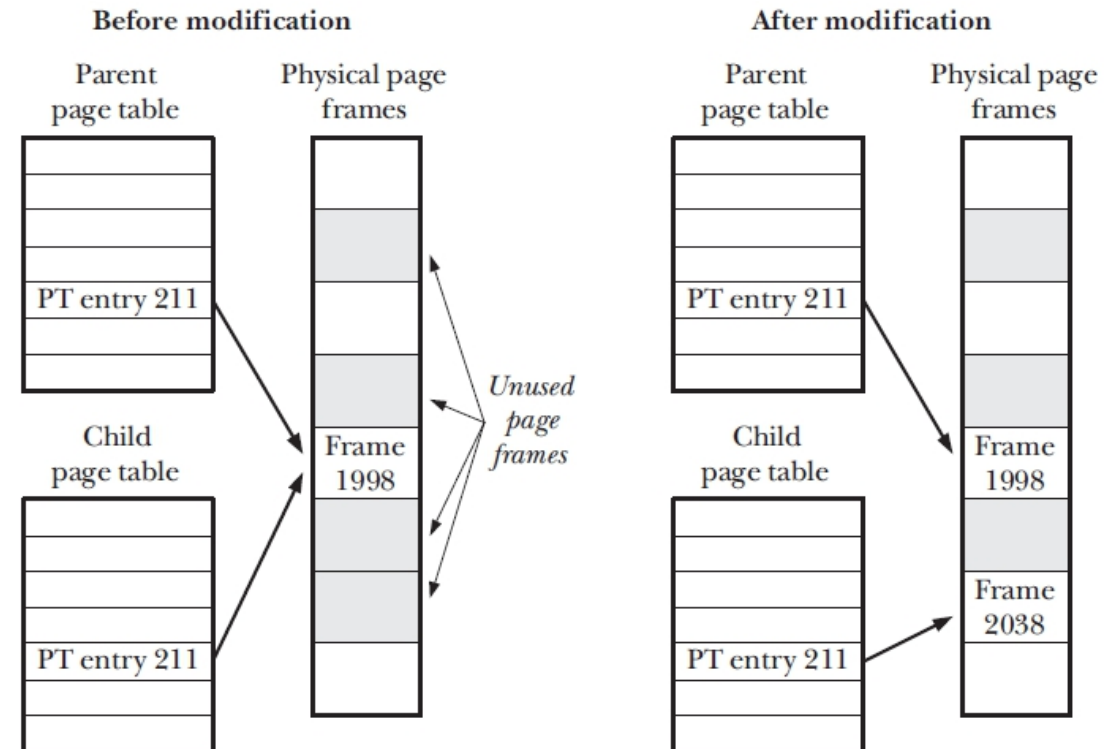 Before modification
Parent
page table
Physical page
frames
PT entry 211
Child
page table
PT entry 211
Frame
1998
Unused
page
frames
After modification
Parent
page table
Physical page
frames
PT entry 211
Child
page table
PT entry 211
Frame
1998
Frame
2038